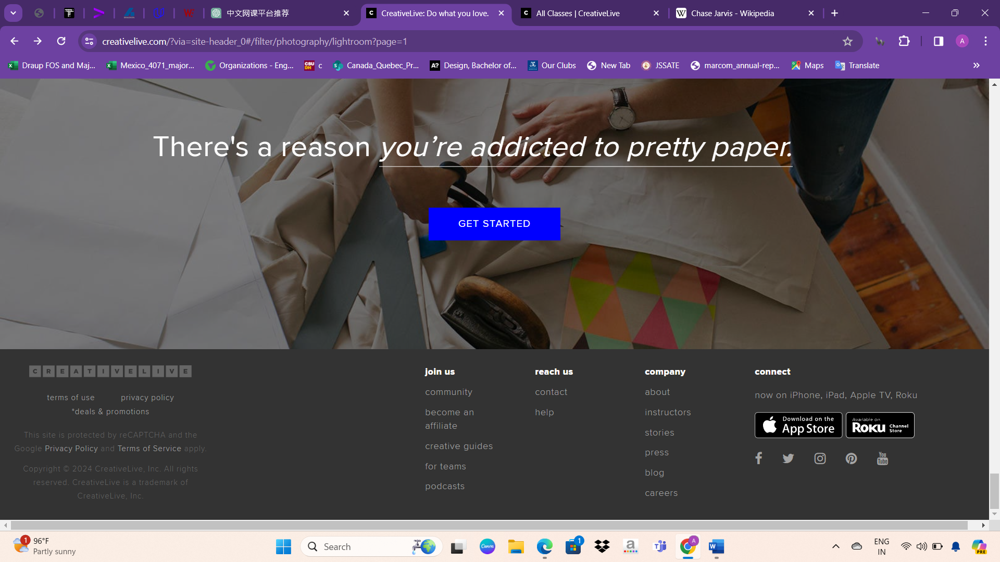 中文网课平台推荐
CreativeLive: Do what you love.
All Classes | CreativeLive
Chase Jarvis - Wikipedia
creativelive.com/?via=site-header_0#/filter/photography/lightroom?page=1
A
Draup FOS and Maj...
Mexico_4071_major...
Organizations - Eng...
CSU DH c
Canada_Quebec_Pr...
A? Design, Bachelor of...
Our Clubs
New Tab
JSSATE
marcom_annual-rep...
Maps
Translate
There's a reason you're addicted to pretty paper.
GET STARTED
CREATIVELIVE
terms of use privacy policy
*deals & promotions
This site is protected by reCAPTCHA and the
Google Privacy Policy and Terms of Service apply.
Copyright © 2024 CreativeLive, Inc. All rights
reserved. CreativeLive is a trademark of
CreativeLive, Inc.
join us
community
become an
affiliate
creative guides
for teams
podcasts
reach us
contact
help
company
about
instructors
stories
press
blog
careers
connect
now on iPhone, iPad, Apple TV, Roku
Download on the
App Store
Available on
ROKU Channel Store
You
Tube
1
96°F
Partly sunny
Search
Canva
1
a
T
A
W
ENG
IN
PRE